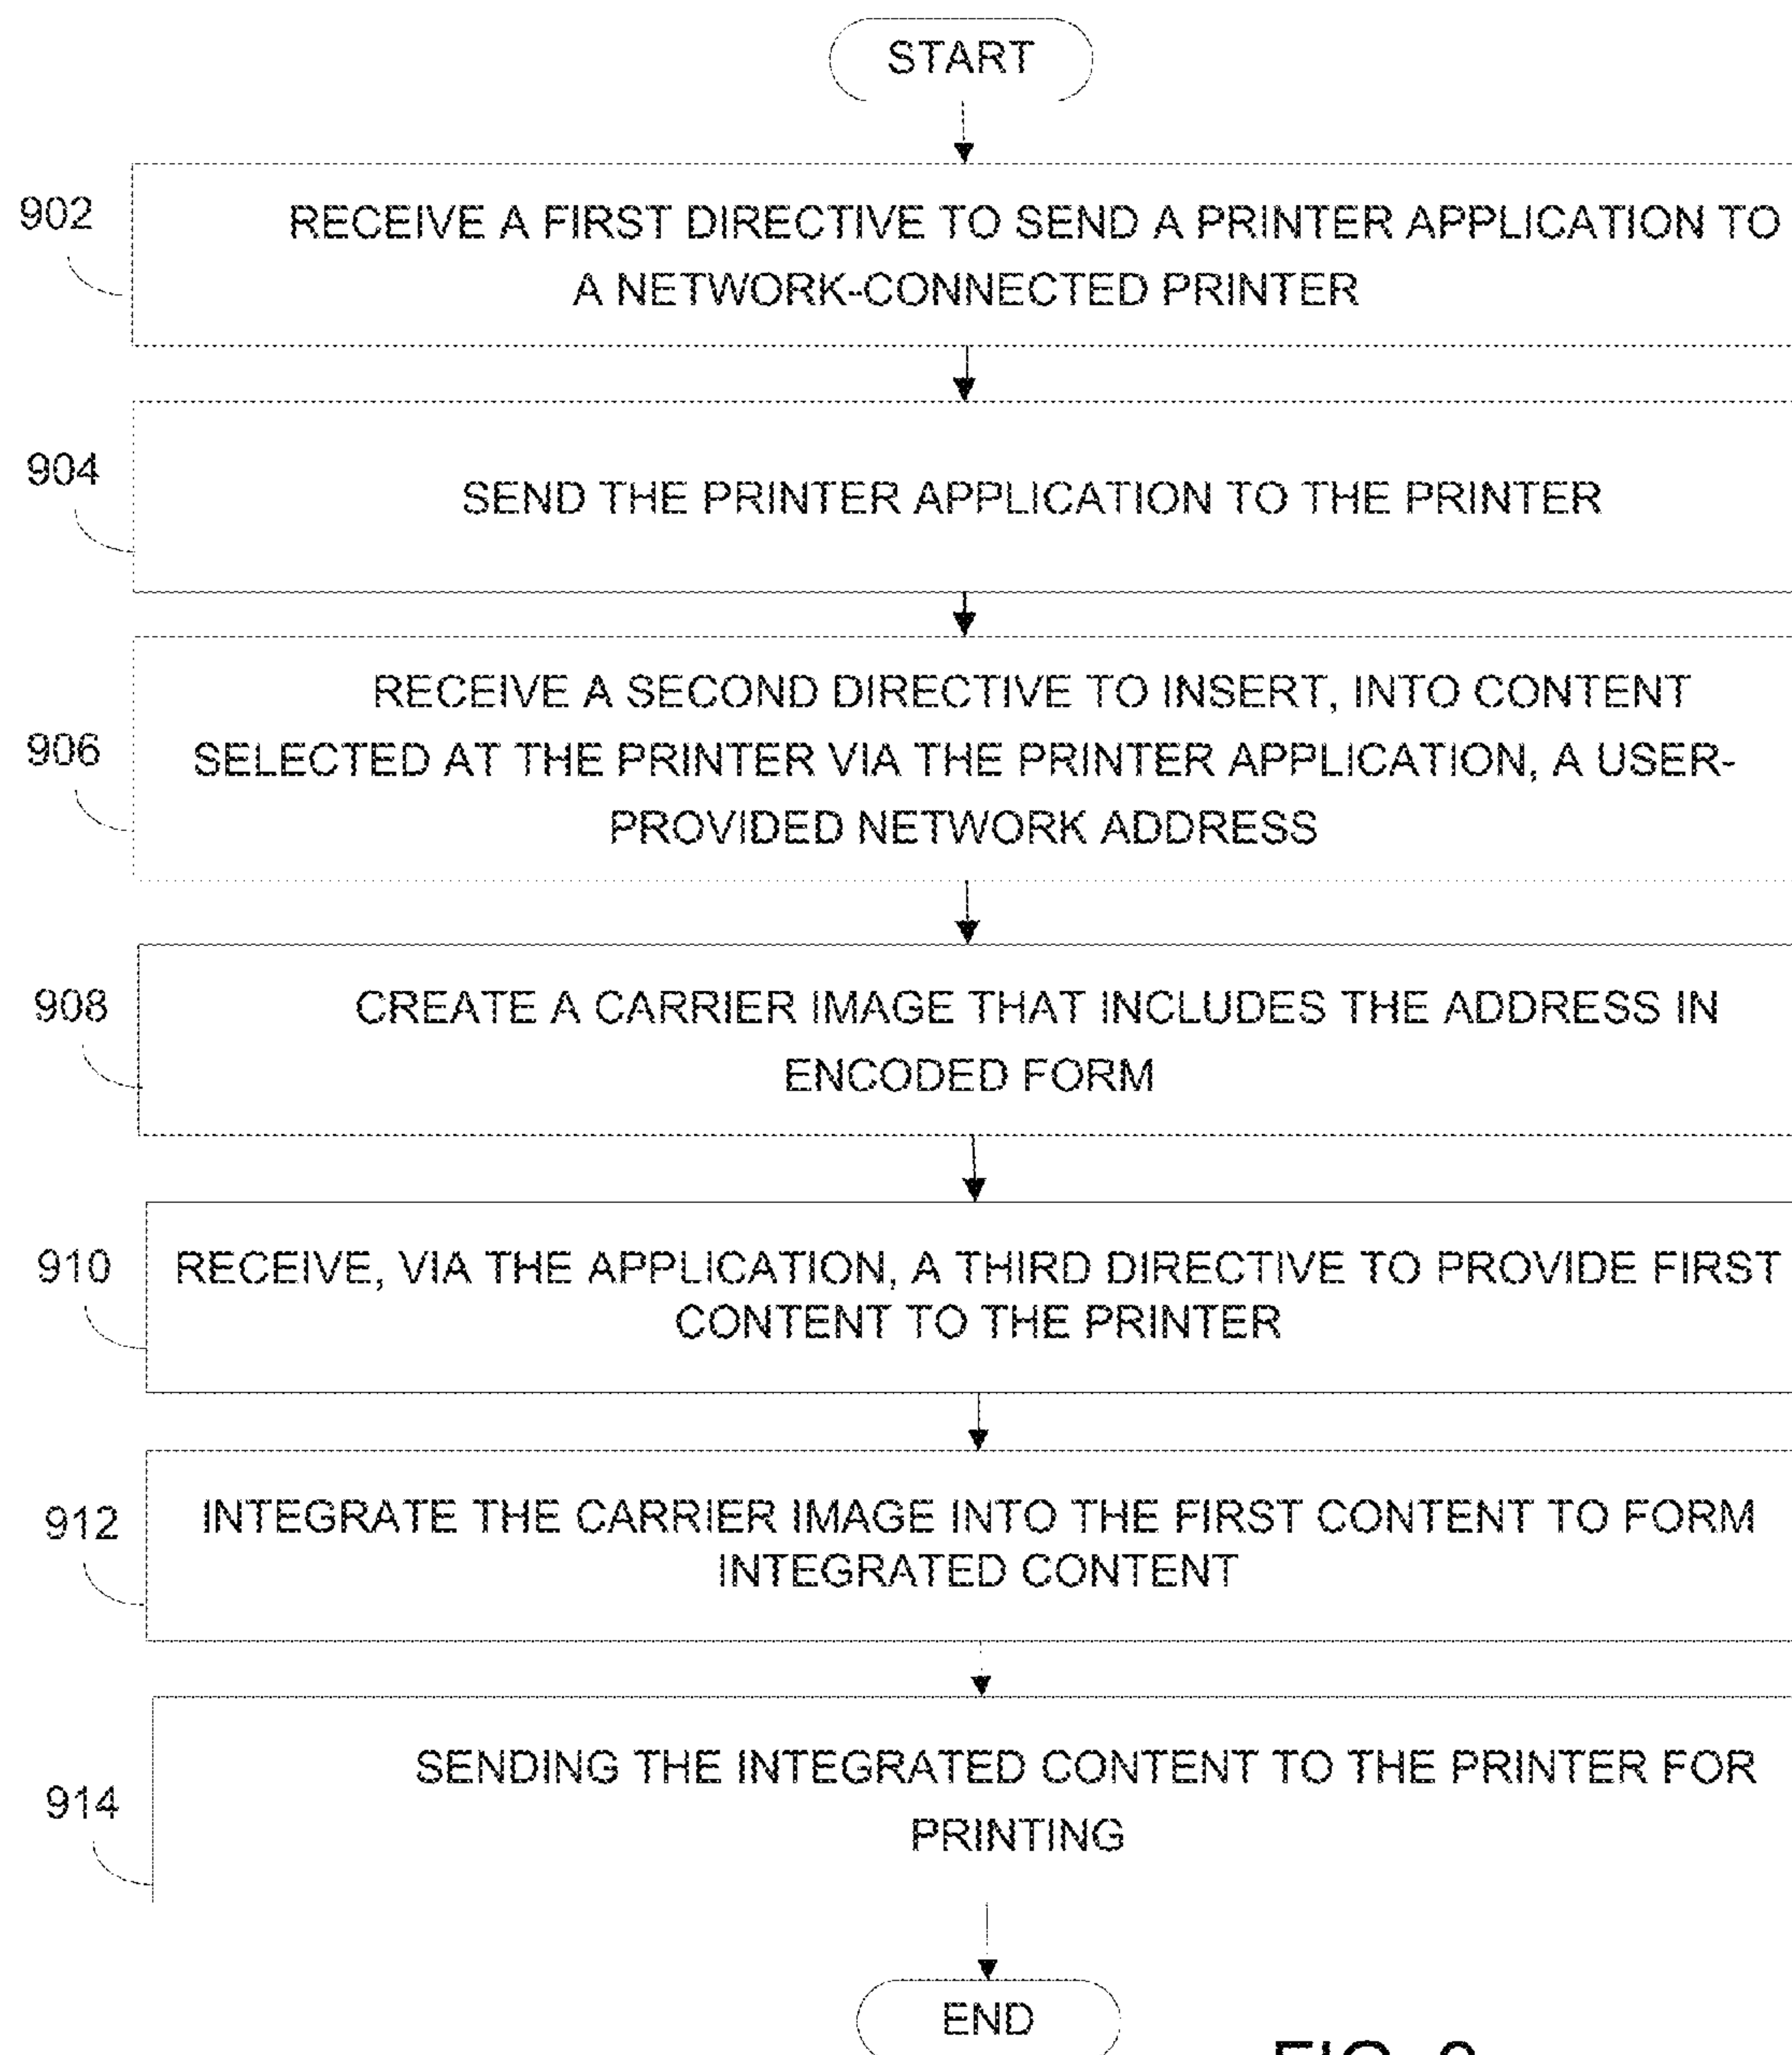 START
902
RECEIVE A FIRST DIRECTIVE TO SEND A PRINTER APPLICATION TO
A NETWORK-CONNECTED PRINTER
904
SEND THE PRINTER APPLICATION TO THE PRINTER
906
RECEIVE A SECOND DIRECTIVE TO INSERT, INTO CONTENT
SELECTED AT THE PRINTER VIA THE PRINTER APPLICATION, A USER-
PROVIDED NETWORK ADDRESS
908
CREATE A CARRIER IMAGE THAT INCLUDES THE ADDRESS IN
ENCODED FORM
910
RECEIVE, VIA THE APPLICATION, A THIRD DIRECTIVE TO PROVIDE FIRST
CONTENT TO THE PRINTER
912
INTEGRATE THE CARRIER IMAGE INTO THE FIRST CONTENT TO FORM
INTEGRATED CONTENT
914
SENDING THE INTEGRATED CONTENT TO THE PRINTER FOR
PRINTING
END
FIG.